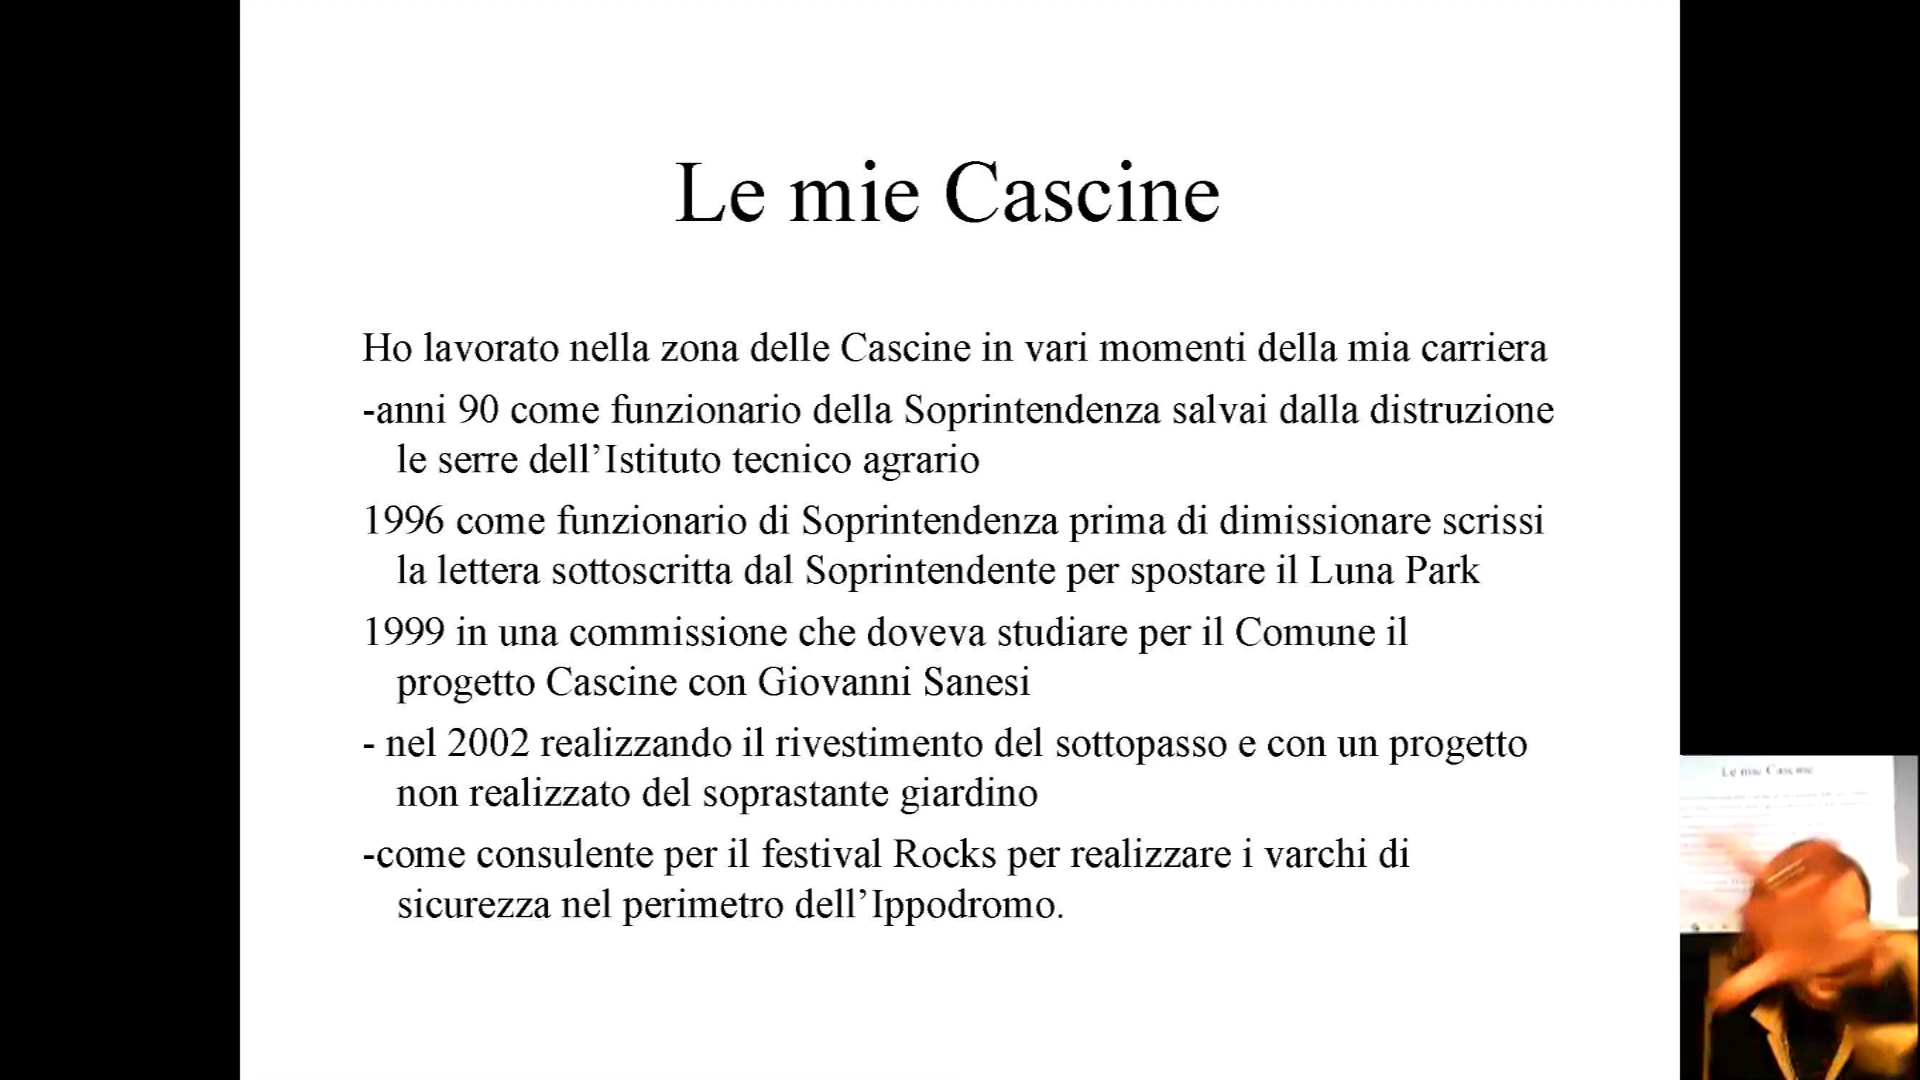 Le mie Cascine
Ho lavorato nella zona delle Cascine in vari momenti della mia carriera
-anni 90 come funzionario della Soprintendenza salvai dalla distruzione
le serre dell’Istituto tecnico agrario
1996 come funzionario di Soprintendenza prima di dimissionare scrissi
la lettera sottoscritta dal Soprintendente per spostare il Luna Park
1999 in una commissione che doveva studiare per il Comune il
progetto Cascine con Giovanni Sanesi
- nel 2002 realizzando il rivestimento del sottopasso e con un progetto
non realizzato del soprastante giardino
-come consulente per il festival Rocks per realizzare i varchi di
sicurezza nel perimetro dell’Ippodromo.
Le mie Cascine